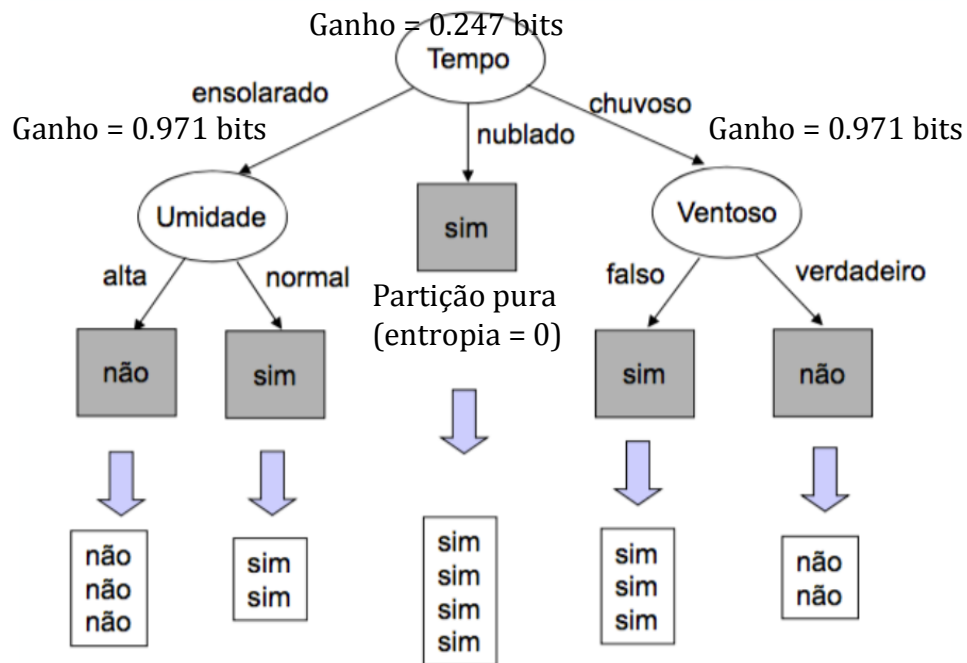 Ganho = 0.247 bits
Tempo
ensolarado
nublado
chuvoso
Ganho = 0.971 bits
Ganho = 0.971 bits
Umidade
sim
Ventoso
alta
normal
Partição pura
(entropia = 0)
falso
verdadeiro
não
sim
sim
não
não
não
não
sim
sim
sim
sim
sim
sim
sim
sim
sim
não
não